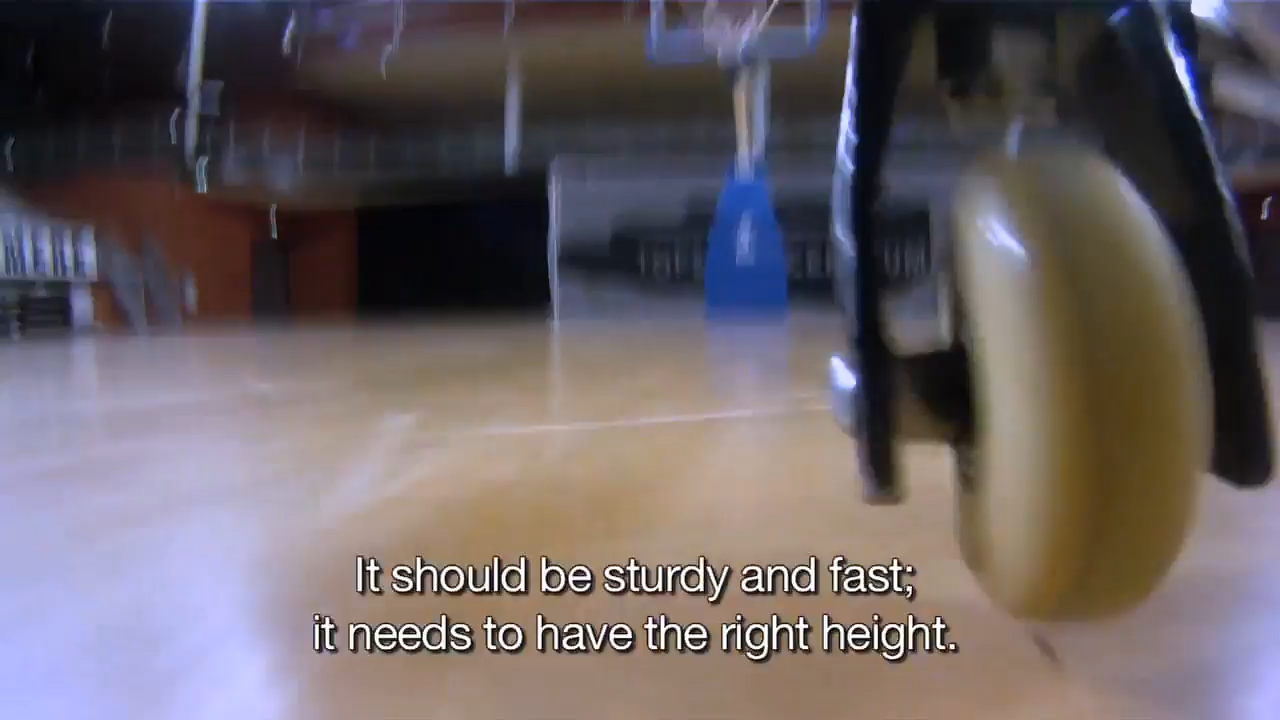 It should be sturdy and fast;
it needs to have the right height.